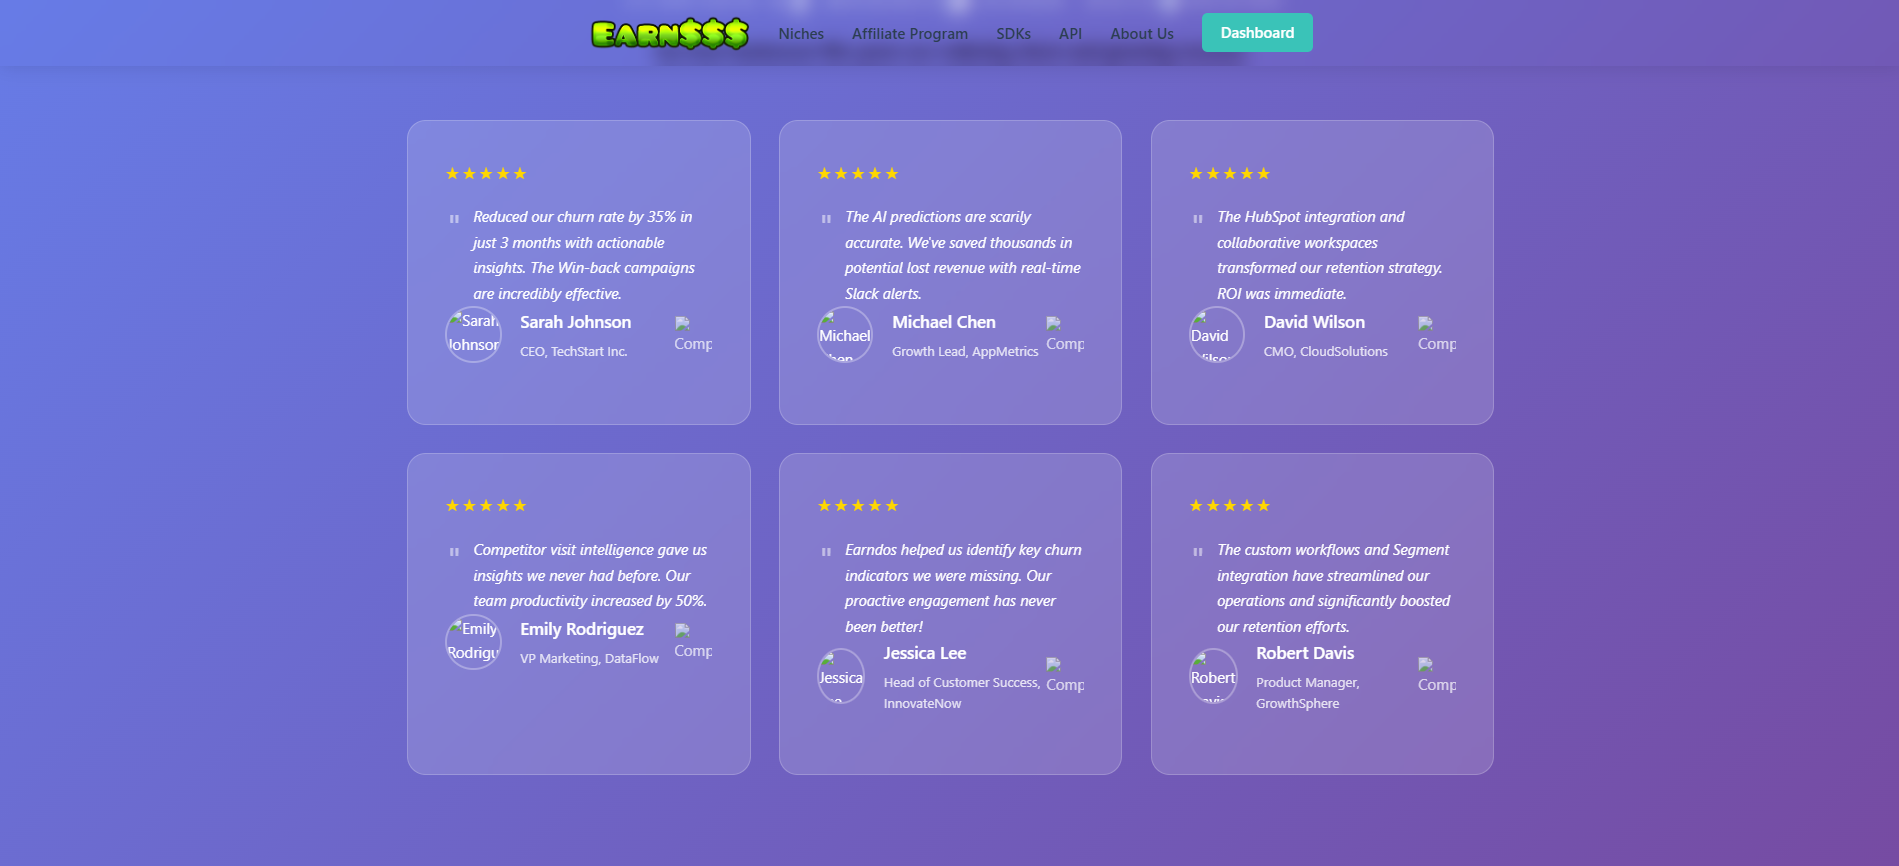 EARN$$$ Niches Affiliate Program SDKs API About Us Dashboard
★★★★★
" Reduced our churn rate by 35% in
just 3 months with actionable
insights. The Win-back campaigns
are incredibly effective.
Sarah Johnson
Sarah Johnson
CEO, TechStart Inc.
Comp
★★★★★
" The AI predictions are scarily
accurate. We've saved thousands in
potential lost revenue with real-time
Slack alerts.
Michael
Michael Chen
Growth Lead, AppMetrics
Comp
★★★★★
" The HubSpot integration and
collaborative workspaces
transformed our retention strategy.
ROI was immediate.
David
David Wilson
CMO, CloudSolutions
Comp
★★★★★
" Competitor visit intelligence gave us
insights we never had before. Our
team productivity increased by 50%.
Emily
Rodrigu
Emily Rodriguez
VP Marketing, DataFlow
Comp
★★★★★
" Earndos helped us identify key churn
indicators we were missing. Our
proactive engagement has never
been better!
Jessica
Jessica Lee
Head of Customer Success,
InnovateNow
Comp
★★★★★
" The custom workflows and Segment
integration have streamlined our
operations and significantly boosted
our retention efforts.
Robert
Robert Davis
Product Manager,
GrowthSphere
Comp